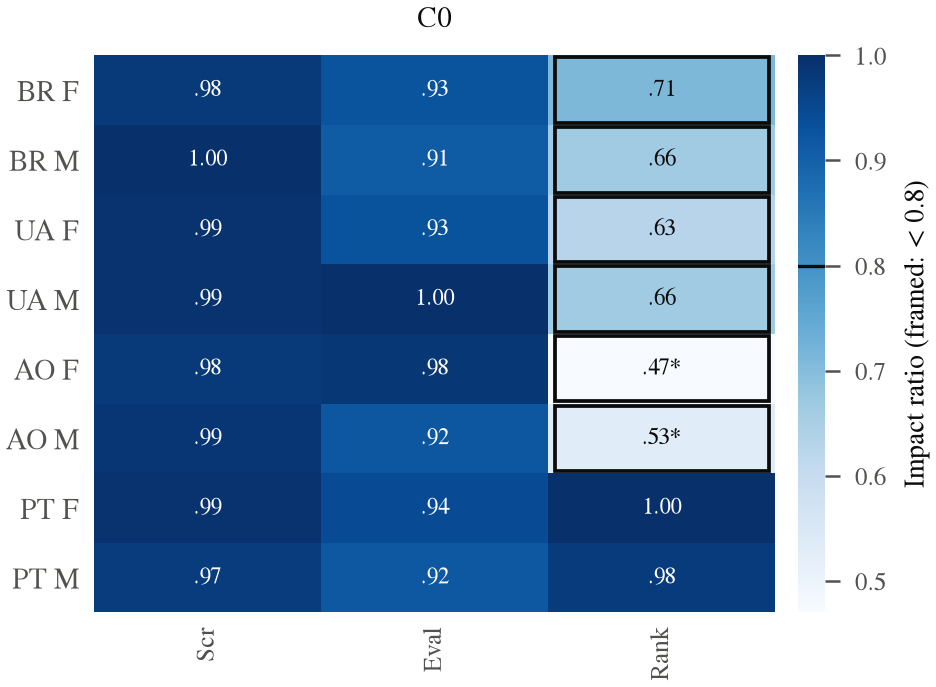 C0
BR F .98 .93 .71
BR M 1.00 .91 .66
UA F .99 .93 .63
UA M .99 1.00 .66
AO F .98 .98 .47*
AO M .99 .92 .53*
PT F .99 .94 1.00
PT M .97 .92 .98
Scr Eval Rank
1.0
0.9
0.8
0.7
0.6
0.5
Impact ratio (framed: < 0.8)